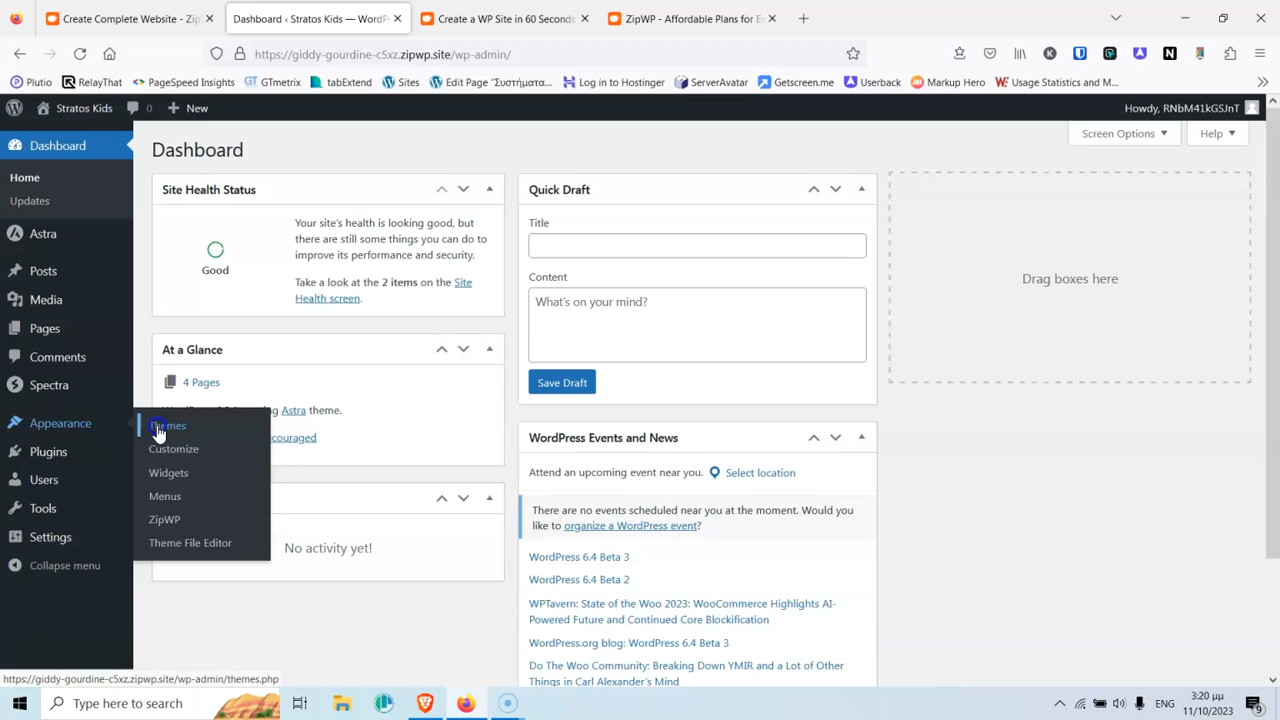 Create Complete Website - Zip
Dashboard ‹ Stratos Kids — WordP
Create a WP Site in 60 Seconds
ZipWP - Affordable Plans for Ev
https://giddy-gourdine-c5xz.zipwp.site/wp-admin/
Plutio
RelayThat
PageSpeed Insights
GTmetrix
tabExtend
Sites
Edit Page "Συστήματ...
Log in to Hostinger
ServerAvatar
Getscreen.me
Userback
Markup Hero
Usage Statistics and M...
Stratos Kids
0
New
Howdy, RNbM41kGSJnT
Screen Options
Help
Dashboard
Home
Updates
Astra
Posts
Media
Pages
Comments
Spectra
Appearance
Plugins
Users
Tools
Settings
Collapse menu
Themes
Customize
Widgets
Menus
ZipWP
Theme File Editor
Dashboard
Site Health Status
Good
Your site's health is looking good, but
there are still some things you can do to
improve its performance and security.
Take a look at the 2 items on the Site
Health screen.
At a Glance
4 Pages
Astra theme.
No activity yet!
Quick Draft
Title
Content
What's on your mind?
Save Draft
WordPress Events and News
Attend an upcoming event near you.
Select location
There are no events scheduled near you at the moment. Would you
like to organize a WordPress event?
WordPress 6.4 Beta 3
WordPress 6.4 Beta 2
WPTavern: State of the Woo 2023: WooCommerce Highlights AI-
Powered Future and Continued Core Blockification
WordPress.org blog: WordPress 6.4 Beta 3
Do The Woo Community: Breaking Down YMIR and a Lot of Other
Things in Carl Alexander's Mind
Drag boxes here
https://giddy-gourdine-c5xz.zipwp.site/wp-admin/themes.php
Type here to search
ENG
3:20 μμ
11/10/2023
9